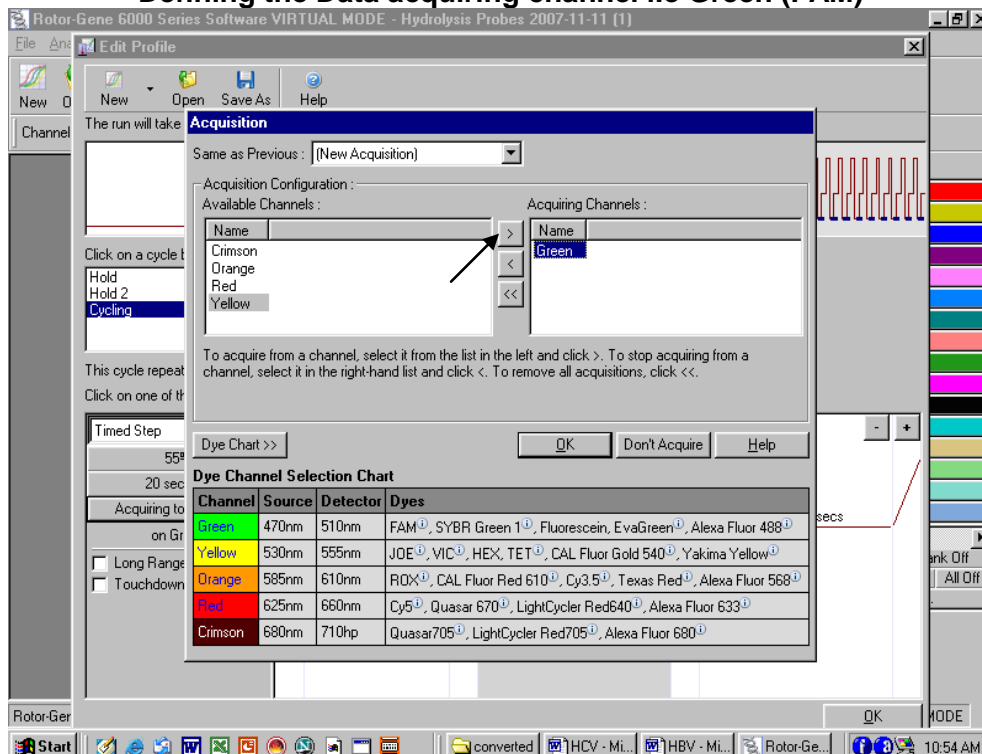 Defining the Data acquiring channel ie Green (FAM)
Rotor-Gene 6000 Series Software VIRTUAL MODE - Hydrolysis Probes 2007-11-11 (1)
File Ana
Edit Profile
New
New Open Save As Help
Channel
The run will take
Acquisition
Same as Previous : (New Acquisition)
Acquisition Configuration :
Available Channels : Acquiring Channels :
Name > Name
Crimson Green
Orange <
Red
Yellow <<
Click on a cycle b
Hold
Hold 2
Cycling
To acquire from a channel, select it from the list in the left and click >. To stop acquiring from a
channel, select it in the right-hand list and click <. To remove all acquisitions, click <<.
This cycle repeat
Click on one of th
Timed Step - +
Dye Chart >> OK Don't Acquire Help
20 sec
Dye Channel Selection Chart
Channel Source Detector Dyes
Green 470nm 510nm FAM, SYBR Green 1, Fluorescein, EvaGreen, Alexa Fluor 488
Yellow 530nm 555nm JOE, VIC, HEX, TET, CAL Fluor Gold 540, Yakima Yellow
Orange 585nm 610nm ROX, CAL Fluor Red 610, Cy3.5, Texas Red, Alexa Fluor 568
Red 625nm 660nm Cy5, Quasar 670, LightCycler Red640, Alexa Fluor 633
Crimson 680nm 710hp Quasar705, LightCycler Red705, Alexa Fluor 680
Acquiring to
on Gr
secs
Long Range
Touchdown
ank Off
All Off
OK
Rotor-Ger MODE
Start converted HCV - Mi... HBV - Mi... Rotor-Ge... 10:54 AM